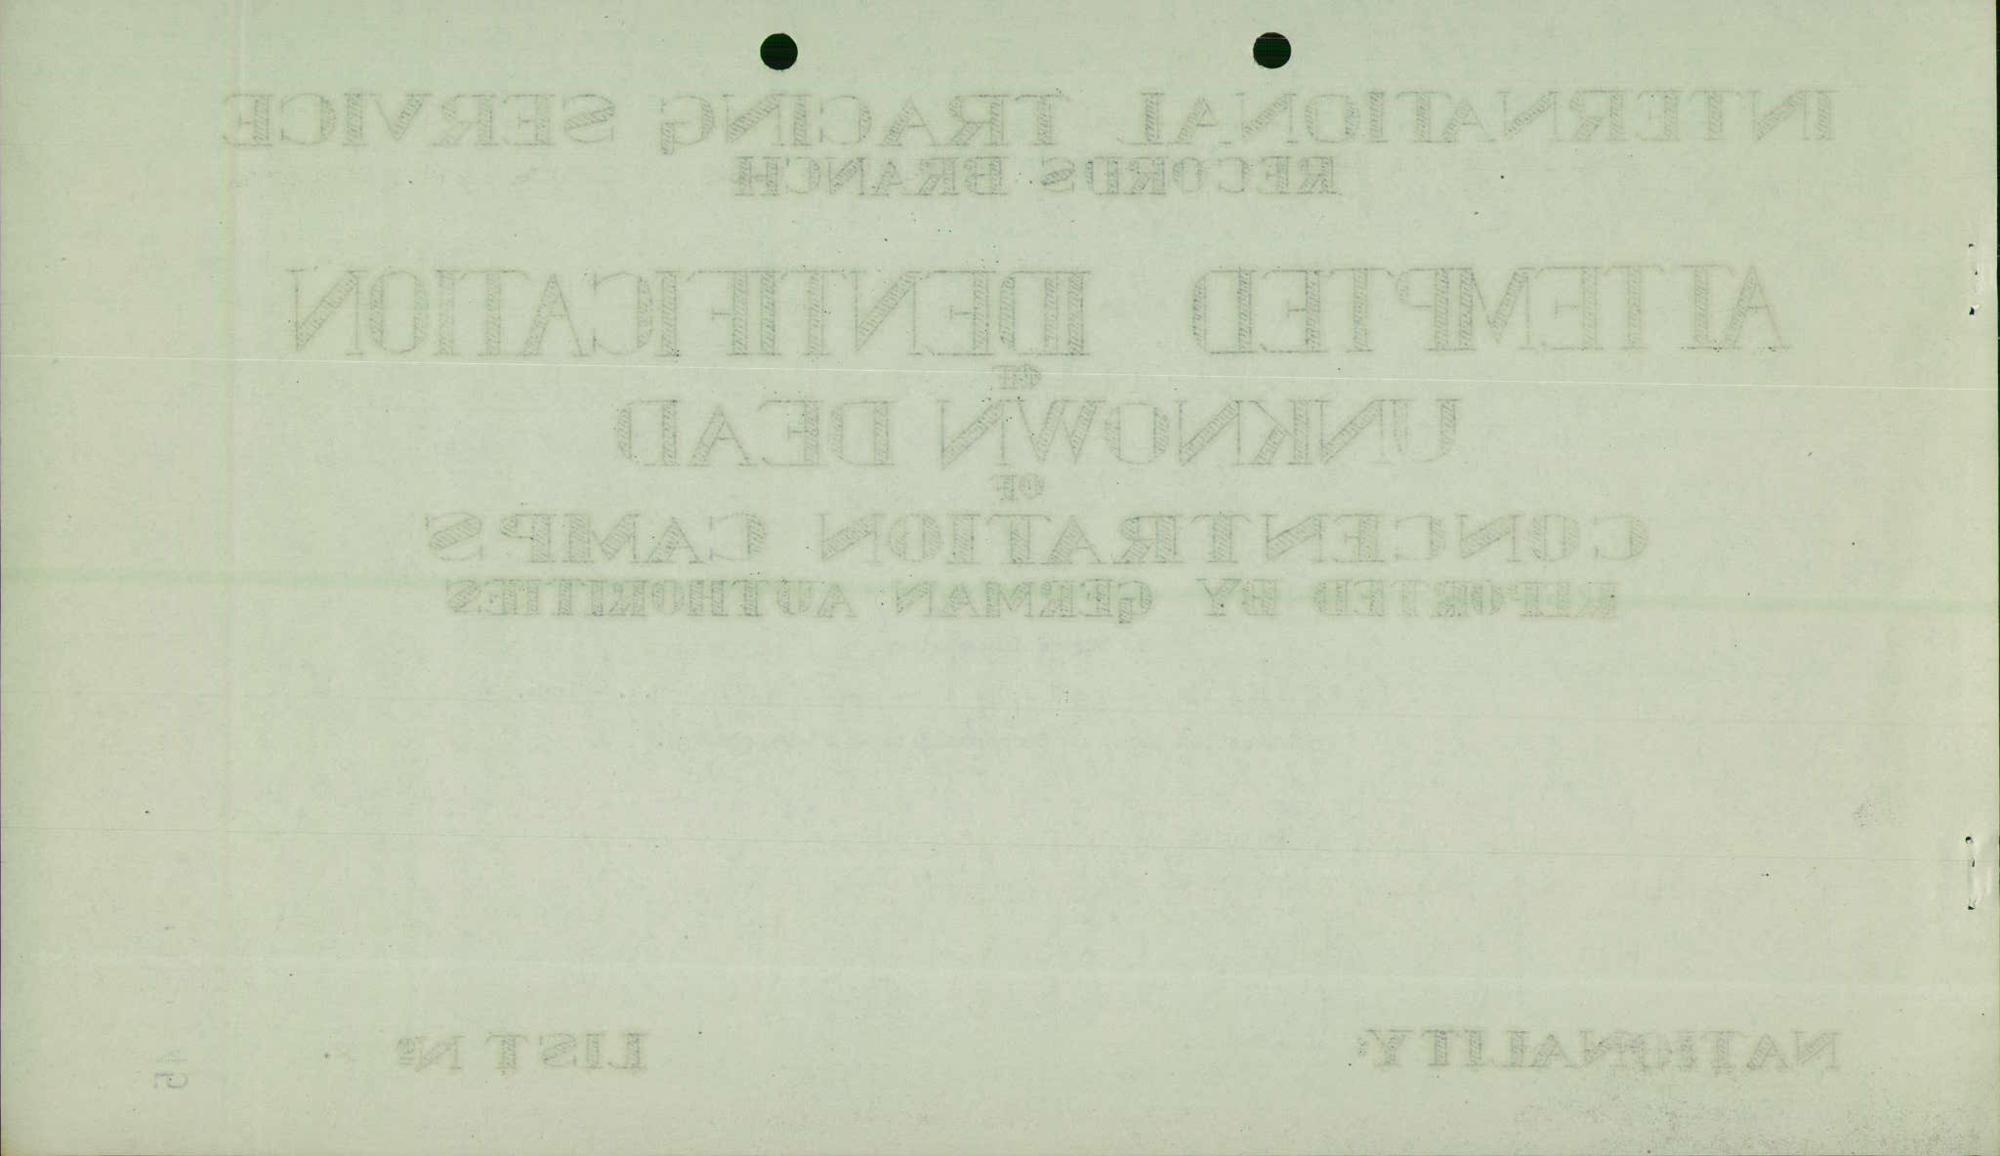 INTERNATIONAL TRACING SERVICE
RECORDS BRANCH
ATTEMPTED IDENTIFICATION
OF
UNKNOWN DEAD
OF
CONCENTRATION CAMPS
REPORTED BY GERMAN AUTHORITIES
NATIONALITY: LIST Nº